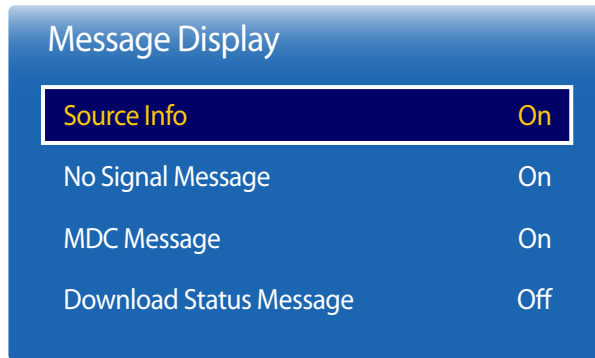 Message Display
Source Info On
No Signal Message On
MDC Message On
Download Status Message Off